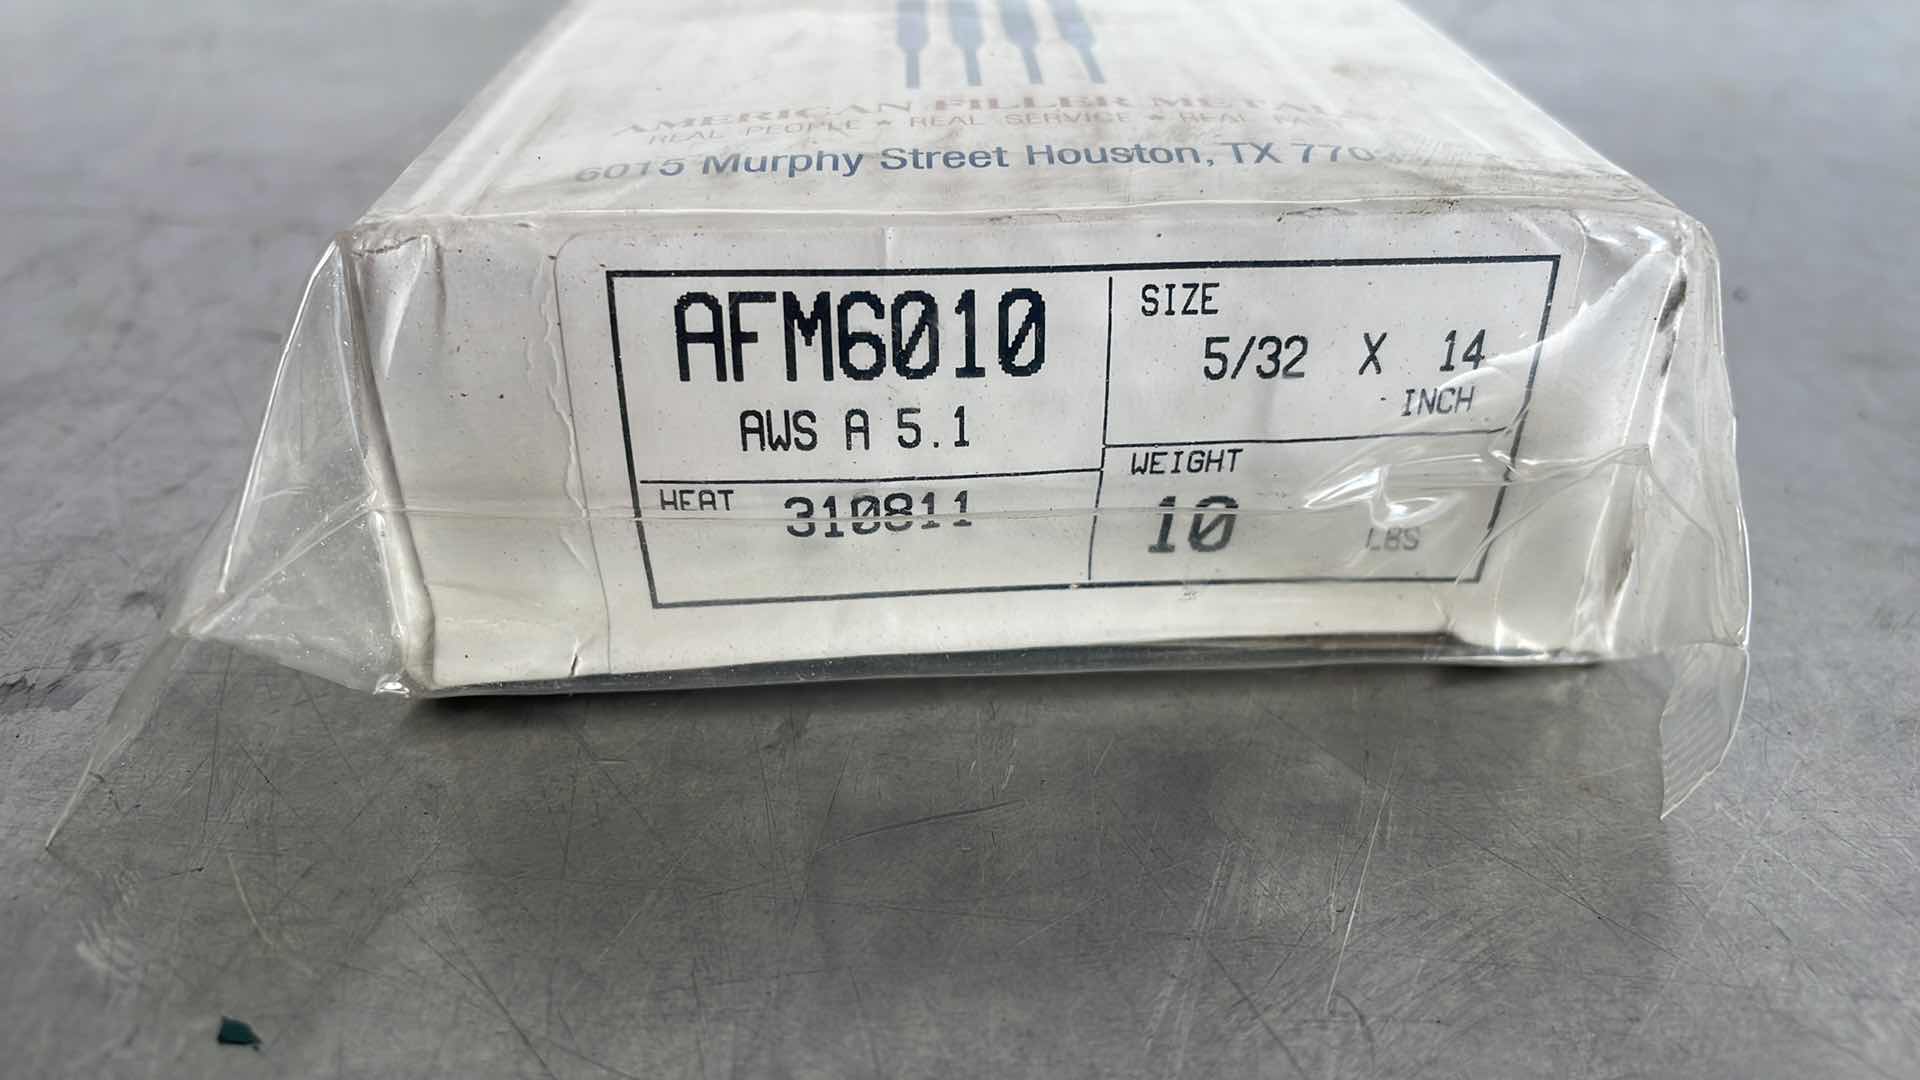 AMERICAN FILLER METALS
REAL PEOPLE • REAL SERVICE • REAL
6015 Murphy Street Houston, TX
AFM6010
AWS A 5.1
SIZE
5/32 X 14
INCH
HEAT 310811
WEIGHT
10 LBS